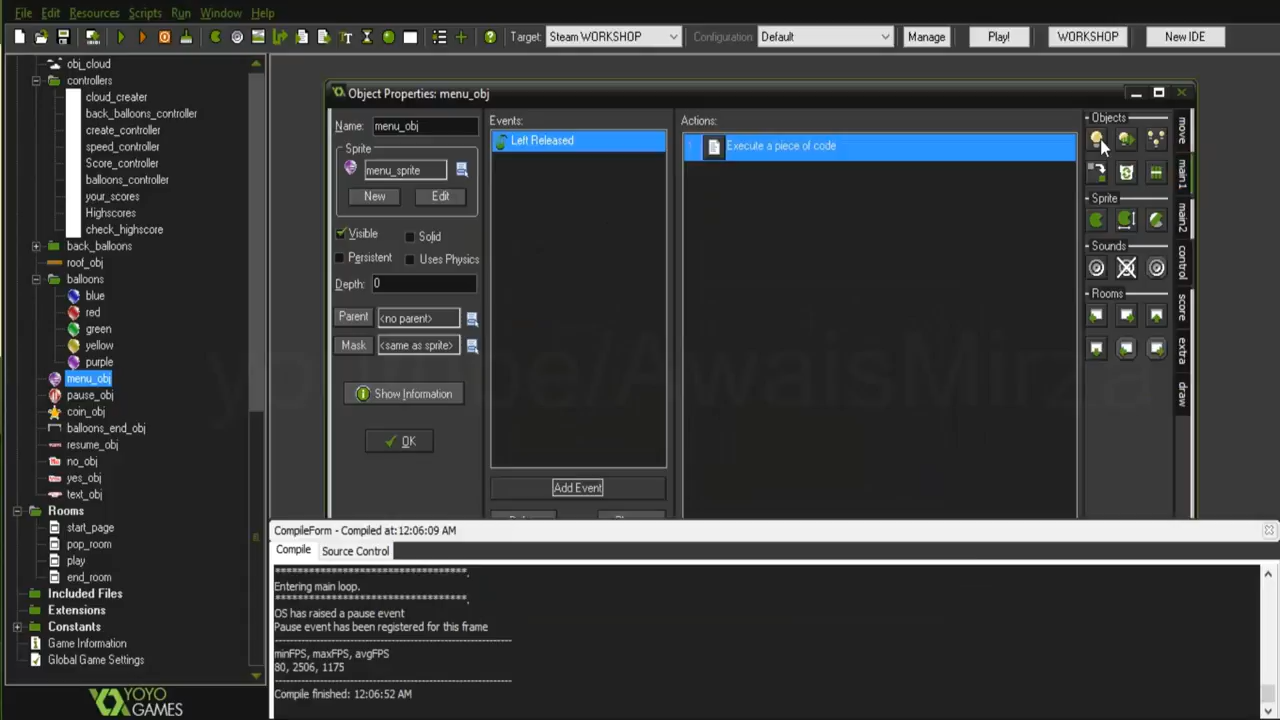 File Edit Resources Scripts Run Window Help
Target: Steam WORKSHOP Configuration: Default Manage Play! WORKSHOP New IDE
obj_cloud
controllers
cloud_creater
back_balloons_controller
create_controller
speed_controller
Score_controller
balloons_controller
your_scores
Highscores
check_highscore
back_balloons
roof_obj
balloons
blue
red
green
yellow
purple
menu_obj
pause_obj
coin_obj
balloons_end_obj
resume_obj
no_obj
yes_obj
text_obj
Rooms
start_page
pop_room
play
end_room
Included Files
Extensions
Constants
Game Information
Global Game Settings
YOYO
GAMES
Object Properties: menu_obj
Name: menu_obj
Sprite
menu_sprite
New Edit
Visible Solid
Persistent Uses Physics
Depth: 0
Parent <no parent>
Mask <same as sprite>
Show Information
OK
Events:
Left Released
Add Event
Actions:
1 Execute a piece of code
Objects
Sprite
Sounds
Rooms
move
main1
main2
control
score
extra
draw
CompileForm - Compiled at:12:06:09 AM
Compile Source Control
Entering main loop.
OS has raised a pause event
Pause event has been registered for this frame
minFPS, maxFPS, avgFPS
80, 2506, 1175
Compile finished: 12:06:52 AM